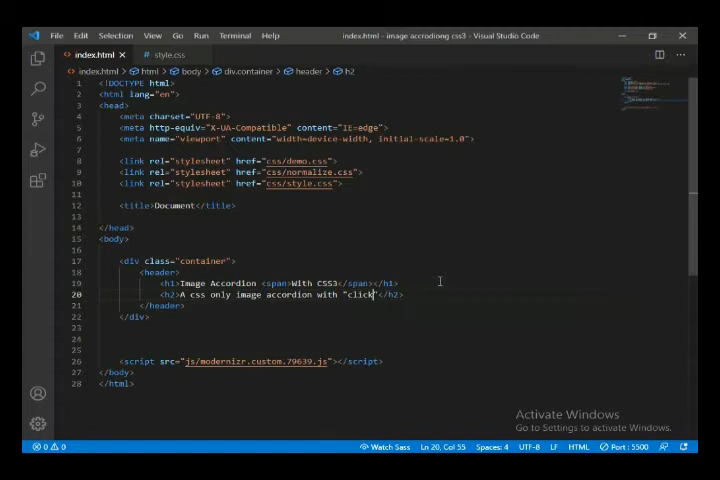 File Edit Selection View Go Run Terminal Help index.html - image accrodiong css3 - Visual Studio Code
index.html style.css
index.html > html > body > div.container > header > h2
1 <!DOCTYPE html>
2 <html lang="en">
3 <head>
4 <meta charset="UTF-8">
5 <meta http-equiv="X-UA-Compatible" content="IE=edge">
6 <meta name="viewport" content="width=device-width, initial-scale=1.0">
7
8 <link rel="stylesheet" href="css/demo.css">
9 <link rel="stylesheet" href="css/normalize.css">
10 <link rel="stylesheet" href="css/style.css">
11
12 <title>Document</title>
13
14 </head>
15 <body>
16
17 <div class="container">
18 <header>
19 <h1>Image Accordion <span>With CSS3</span></h1>
20 <h2>A css only image accordion with "click"</h2>
21 </header>
22 </div>
23
24
25
26 <script src="js/modernizr.custom.79639.js"></script>
27 </body>
28 </html>
Activate Windows
Go to Settings to activate Windows.
0 0 Watch Sass Ln 20, Col 55 Spaces: 4 UTF-8 LF HTML Port : 5500